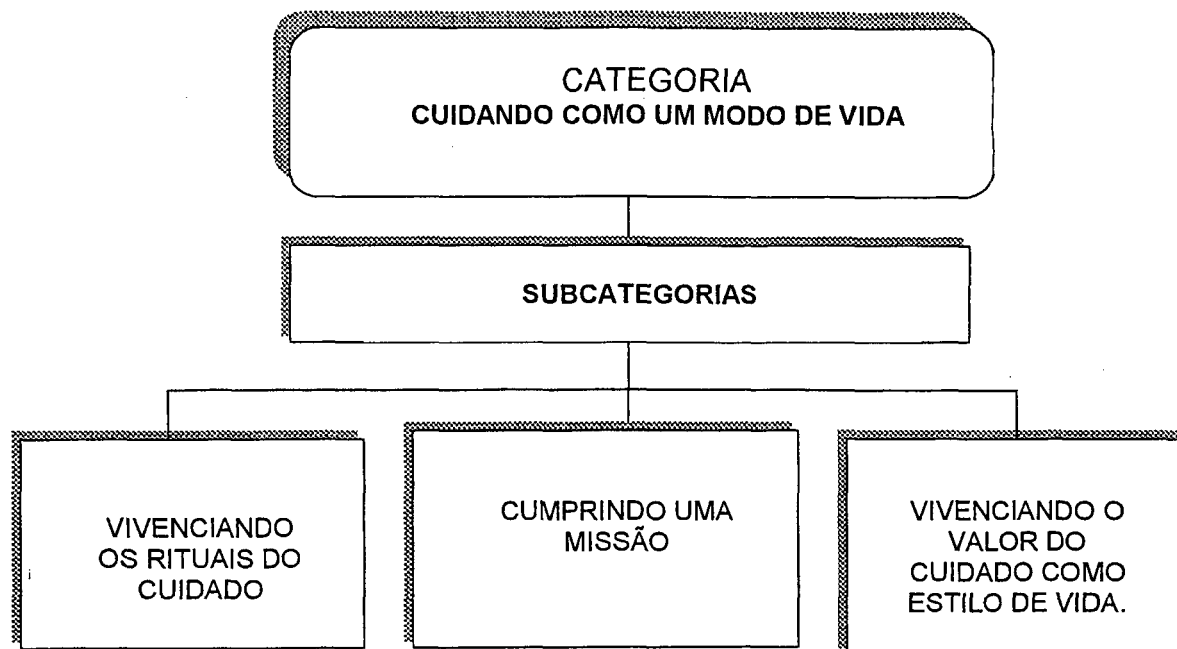 CATEGORIA
CUIDANDO COMO UM MODO DE VIDA
SUBCATEGORIAS
VIVENCIANDO
OS RITUAIS DO
CUIDADO
CUMPRINDO UMA
MISSÃO
VIVENCIANDO O
VALOR DO
CUIDADO COMO
ESTILO DE VIDA.